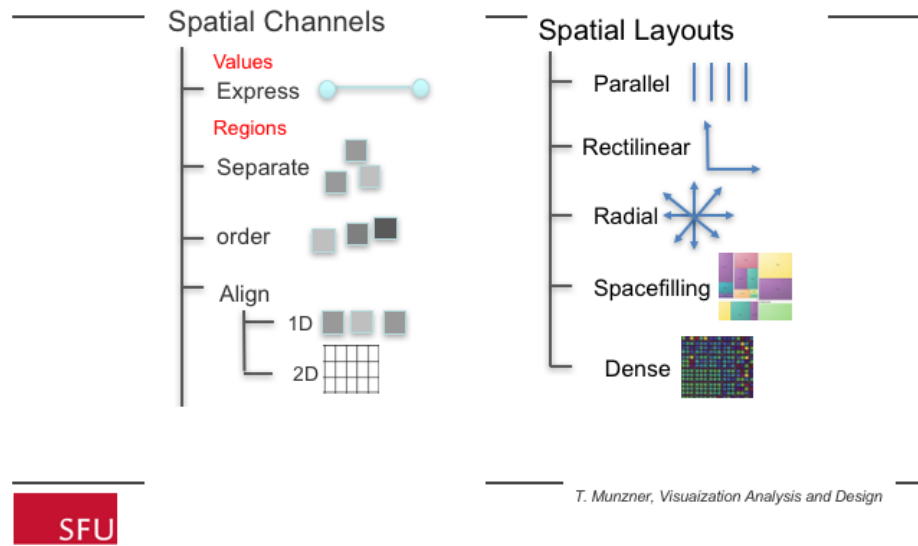 Spatial Channels
Values
Express
Regions
Separate
order
Align
1D
2D
Spatial Layouts
Parallel
Rectilinear
Radial
Spacefilling
Dense
T. Munzner, Visuaization Analysis and Design
SFU